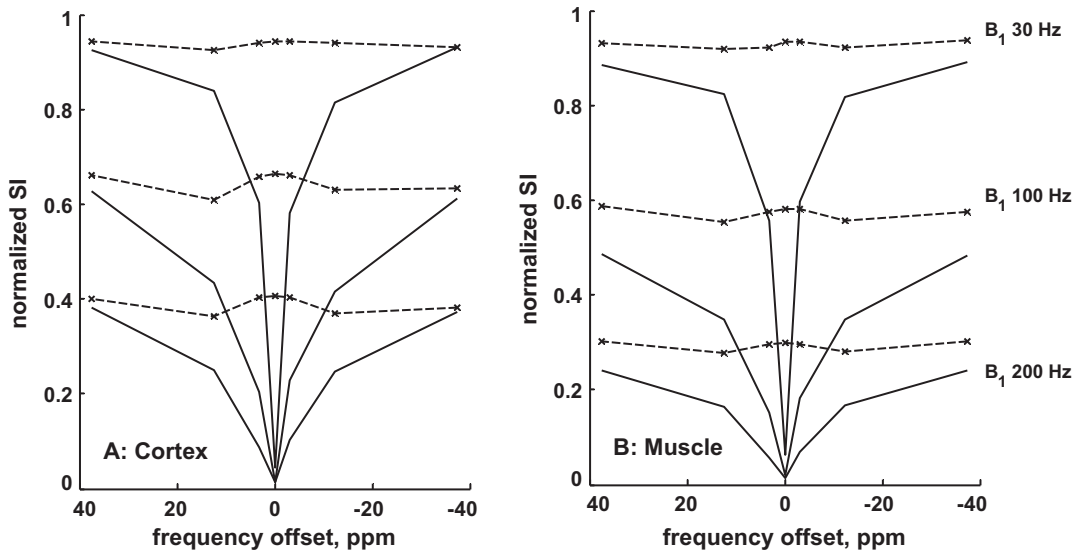 1
0.8
0.6
0.4
0.2
0
normalized SI
A: Cortex
40
20
0
-20
-40
frequency offset, ppm
1
0.8
0.6
0.4
0.2
0
normalized SI
B: Muscle
40
20
0
-20
-40
frequency offset, ppm
B1 30 Hz
B1 100 Hz
B1 200 Hz